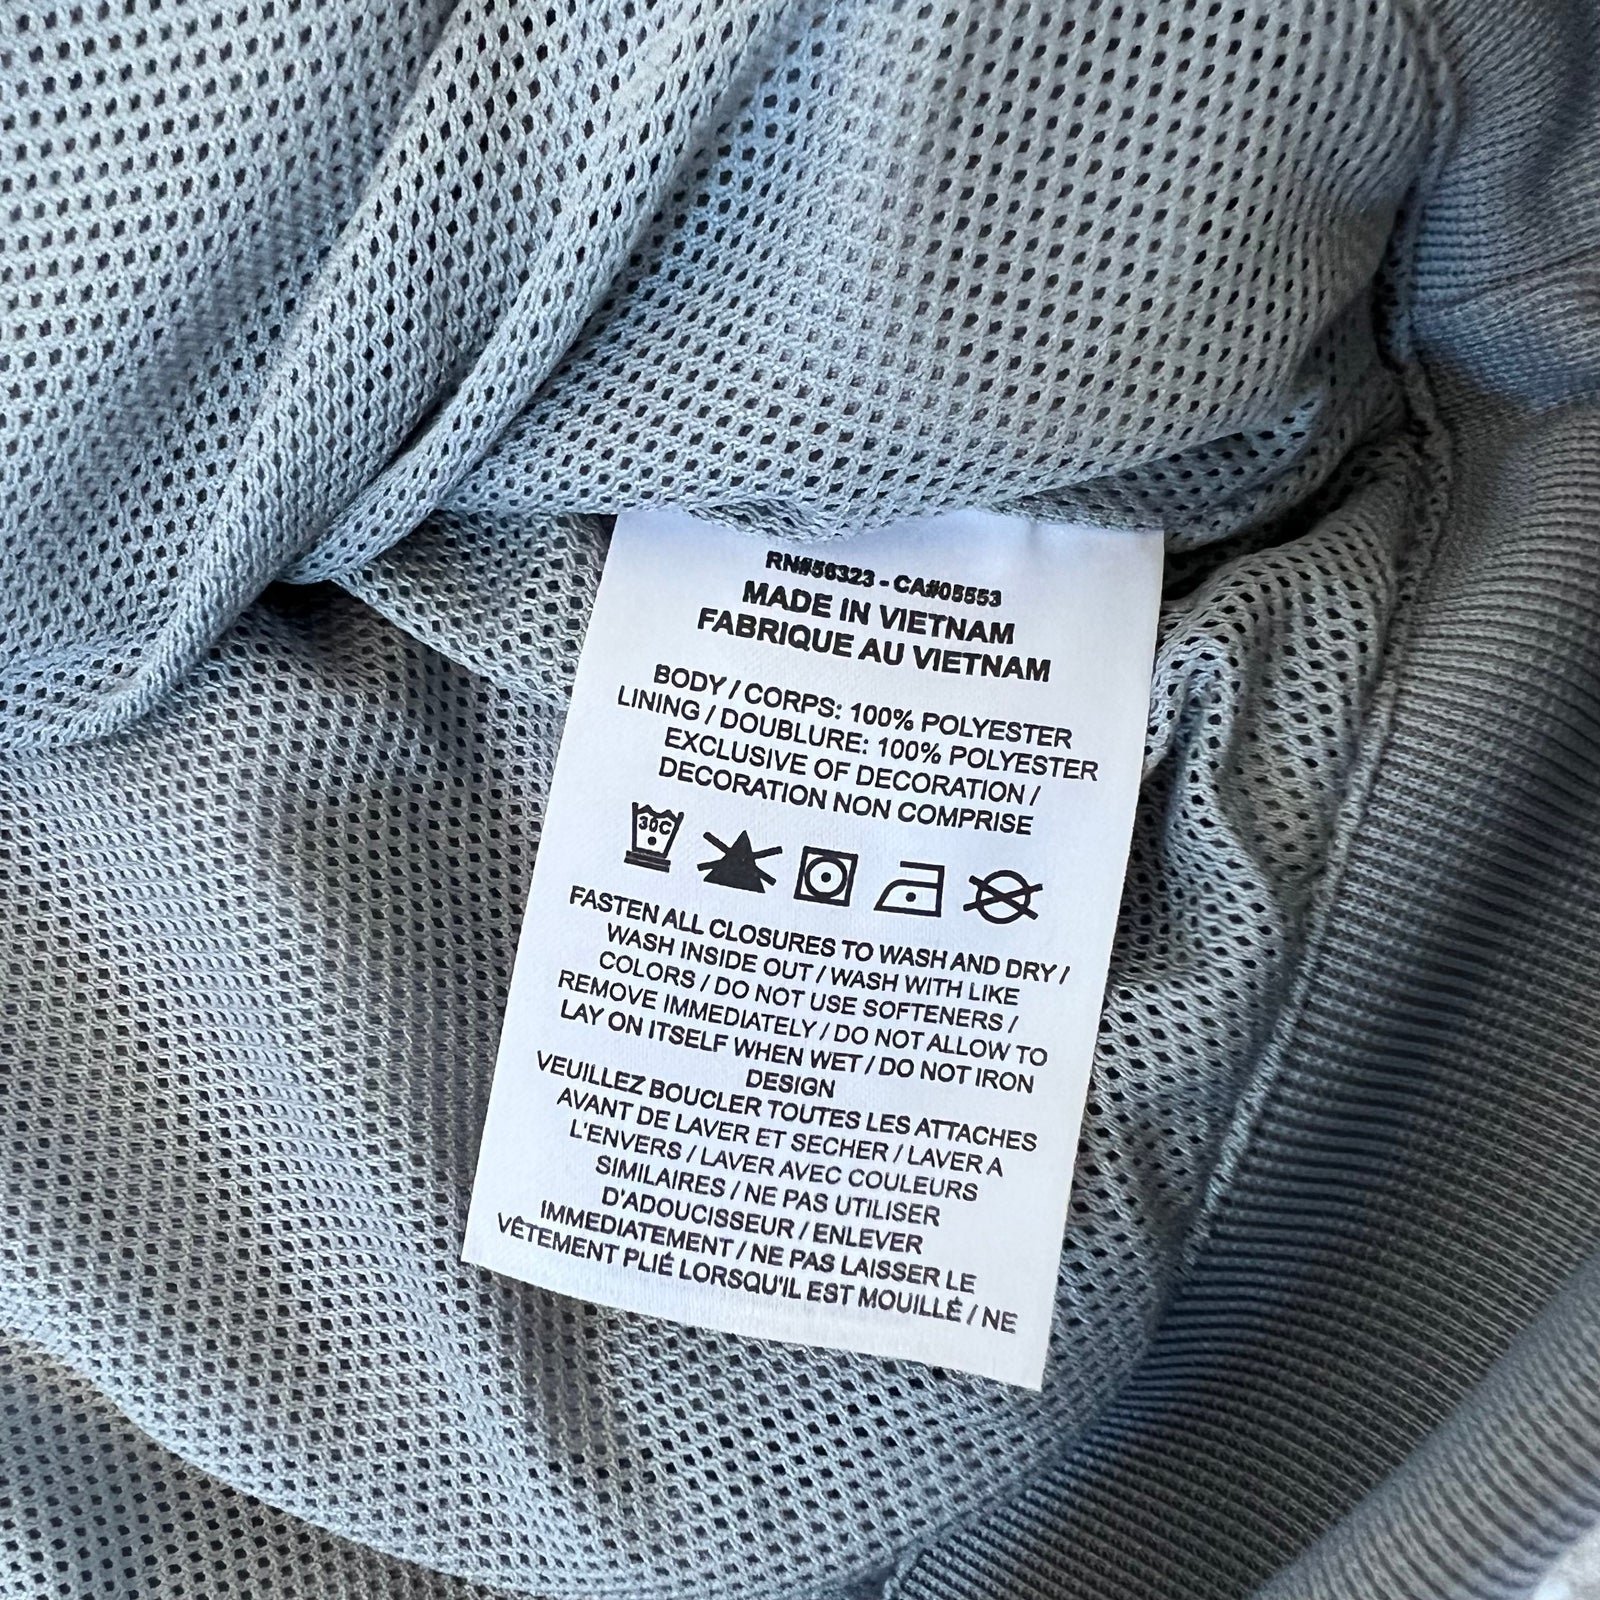 RN#56323 - CA#05553
MADE IN VIETNAM
FABRIQUE AU VIETNAM
BODY / CORPS: 100% POLYESTER
LINING / DOUBLURE: 100% POLYESTER
EXCLUSIVE OF DECORATION /
DECORATION NON COMPRISE
30C
FASTEN ALL CLOSURES TO WASH AND DRY /
WASH INSIDE OUT / WASH WITH LIKE
COLORS / DO NOT USE SOFTENERS /
REMOVE IMMEDIATELY / DO NOT ALLOW TO
LAY ON ITSELF WHEN WET / DO NOT IRON
DESIGN
VEUILLEZ BOUCLER TOUTES LES ATTACHES
AVANT DE LAVER ET SECHER / LAVER A
L'ENVERS / LAVER AVEC COULEURS
SIMILAIRES / NE PAS UTILISER
D'ADOUCISSEUR / ENLEVER
IMMEDIATEMENT / NE PAS LAISSER LE
VÊTEMENT PLIÉ LORSQU'IL EST MOUILLÉ / NE